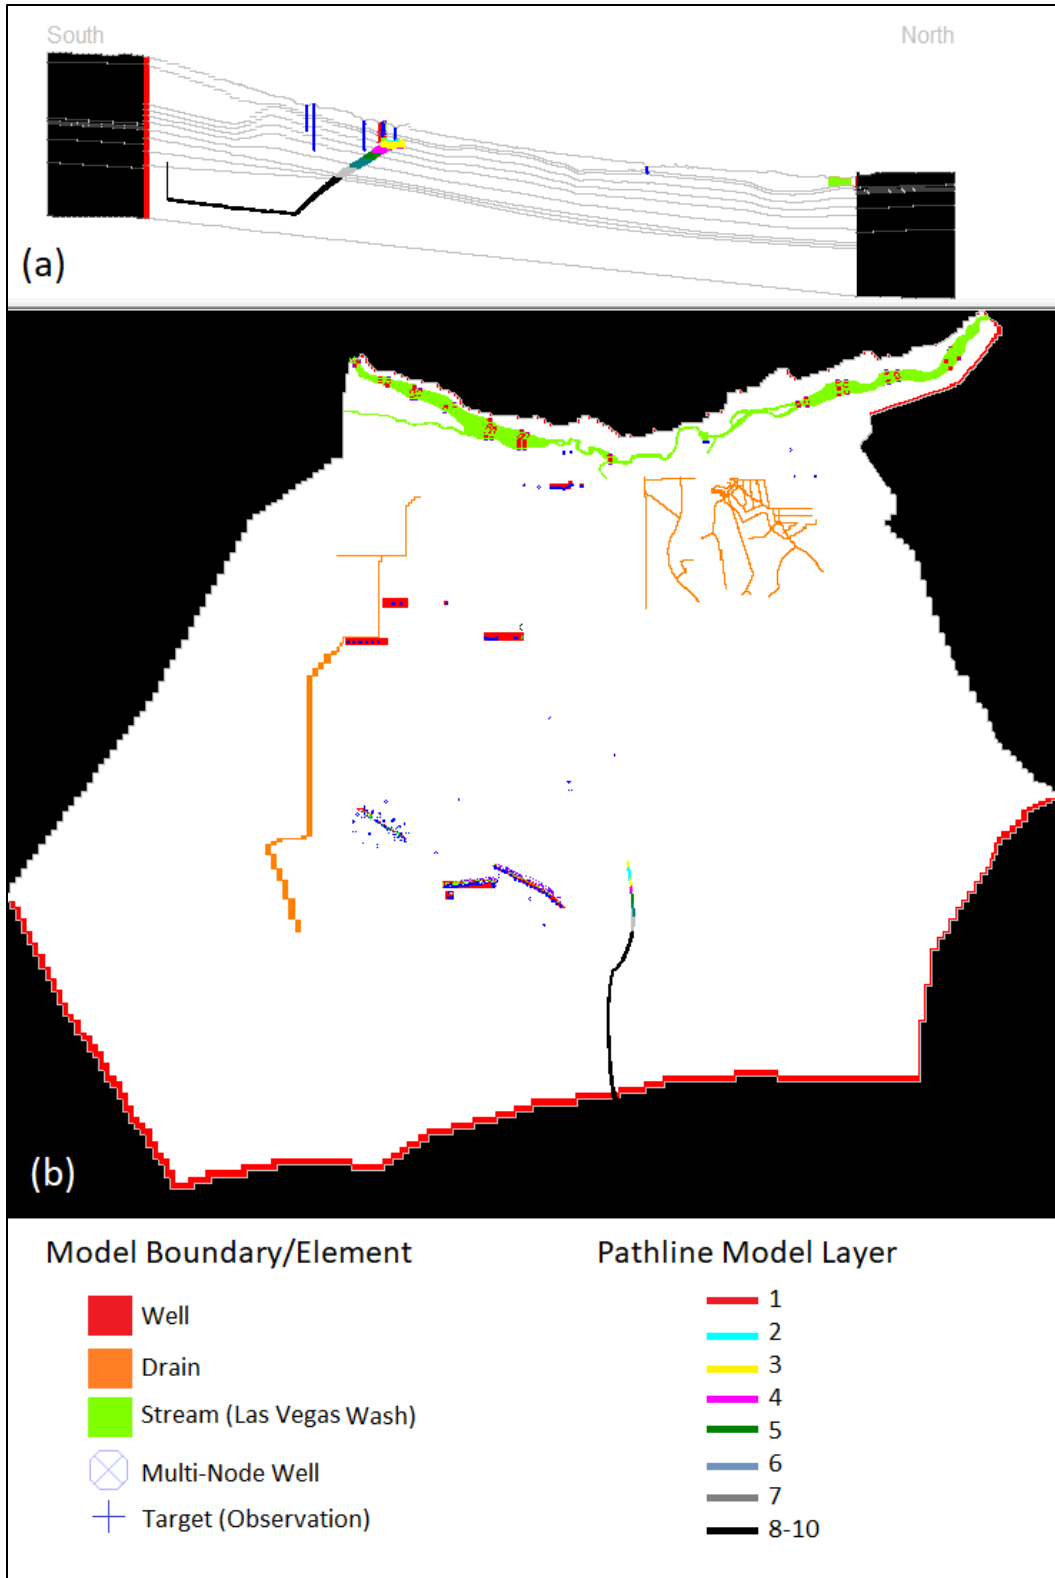 South North
(a)
(b)
Model Boundary/Element Pathline Model Layer
Well 1
Drain 2
Stream (Las Vegas Wash) 3
Multi-Node Well 4
Target (Observation) 5
6
7
8-10